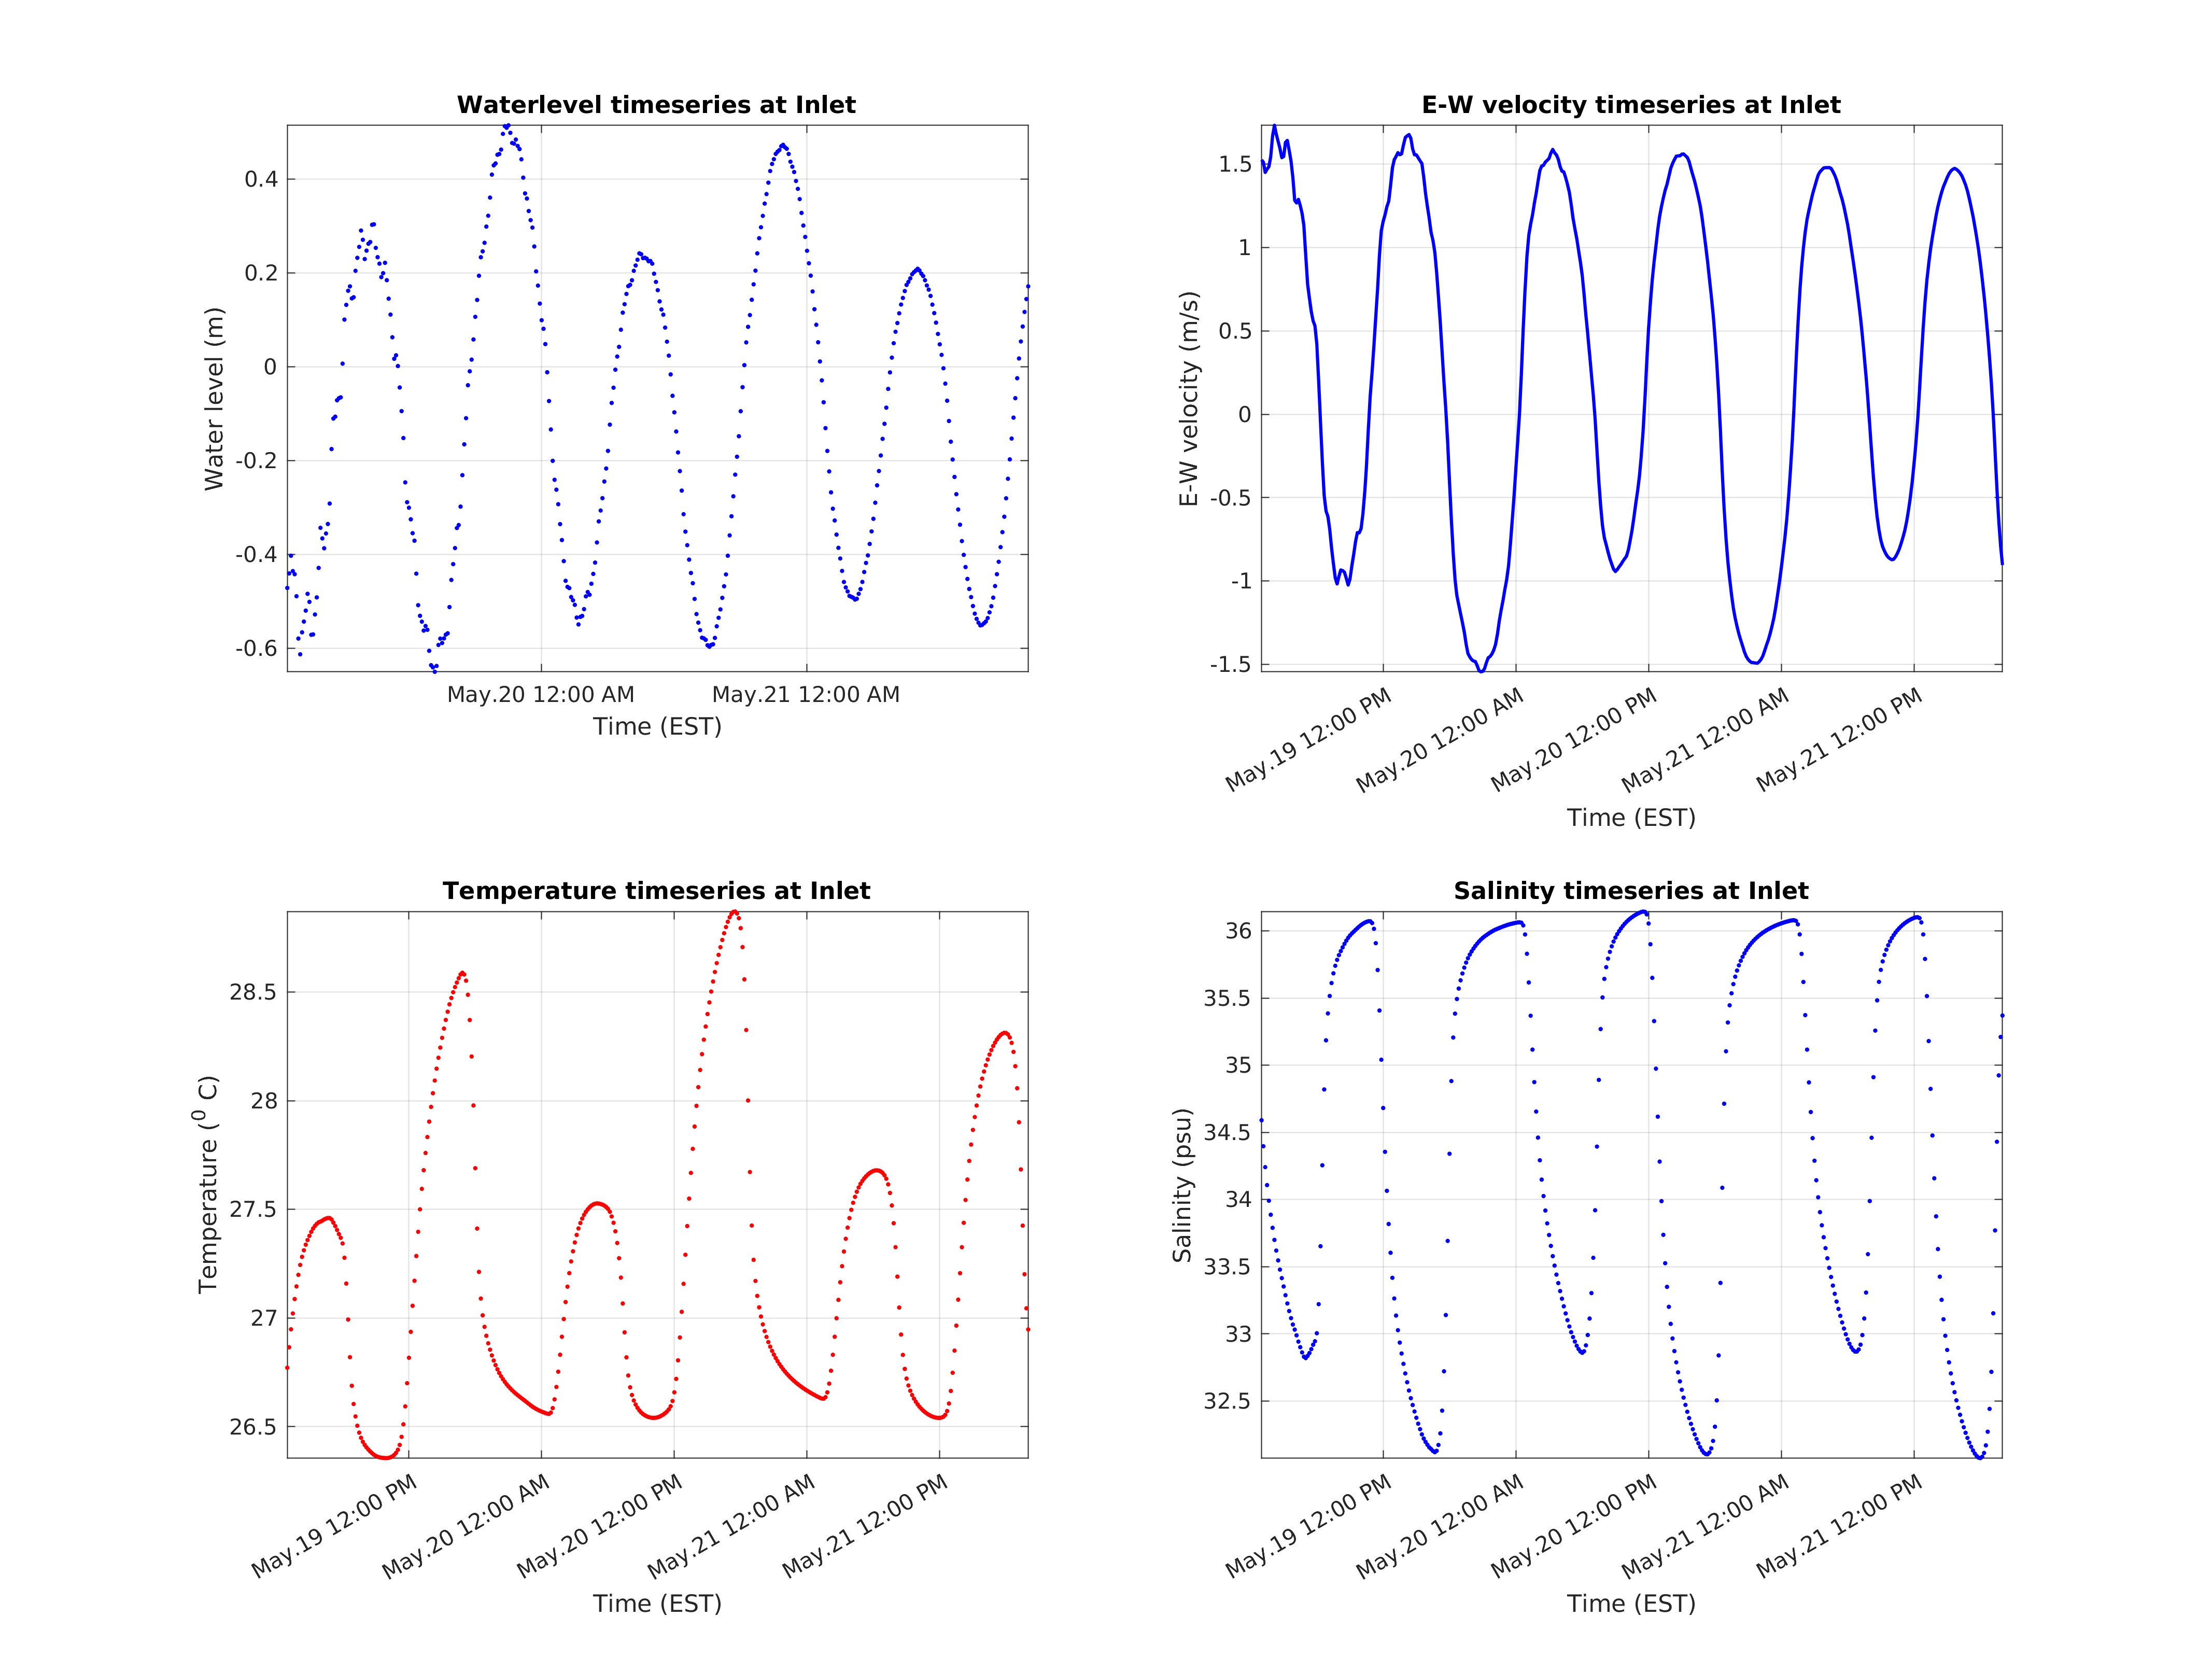 Waterlevel timeseries at Inlet
0.4
0.2
0
-0.2
-0.4
-0.6
Water level (m)
May.20 12:00 AM
May.21 12:00 AM
Time (EST)
E-W velocity timeseries at Inlet
1.5
1
0.5
0
-0.5
-1
-1.5
E-W velocity (m/s)
May.19 12:00 PM
May.20 12:00 AM
May.20 12:00 PM
May.21 12:00 AM
May.21 12:00 PM
Time (EST)
Temperature timeseries at Inlet
28.5
28
27.5
27
26.5
Temperature (⁰ C)
May.19 12:00 PM
May.20 12:00 AM
May.20 12:00 PM
May.21 12:00 AM
May.21 12:00 PM
Time (EST)
Salinity timeseries at Inlet
36
35.5
35
34.5
34
33.5
33
32.5
Salinity (psu)
May.19 12:00 PM
May.20 12:00 AM
May.20 12:00 PM
May.21 12:00 AM
May.21 12:00 PM
Time (EST)